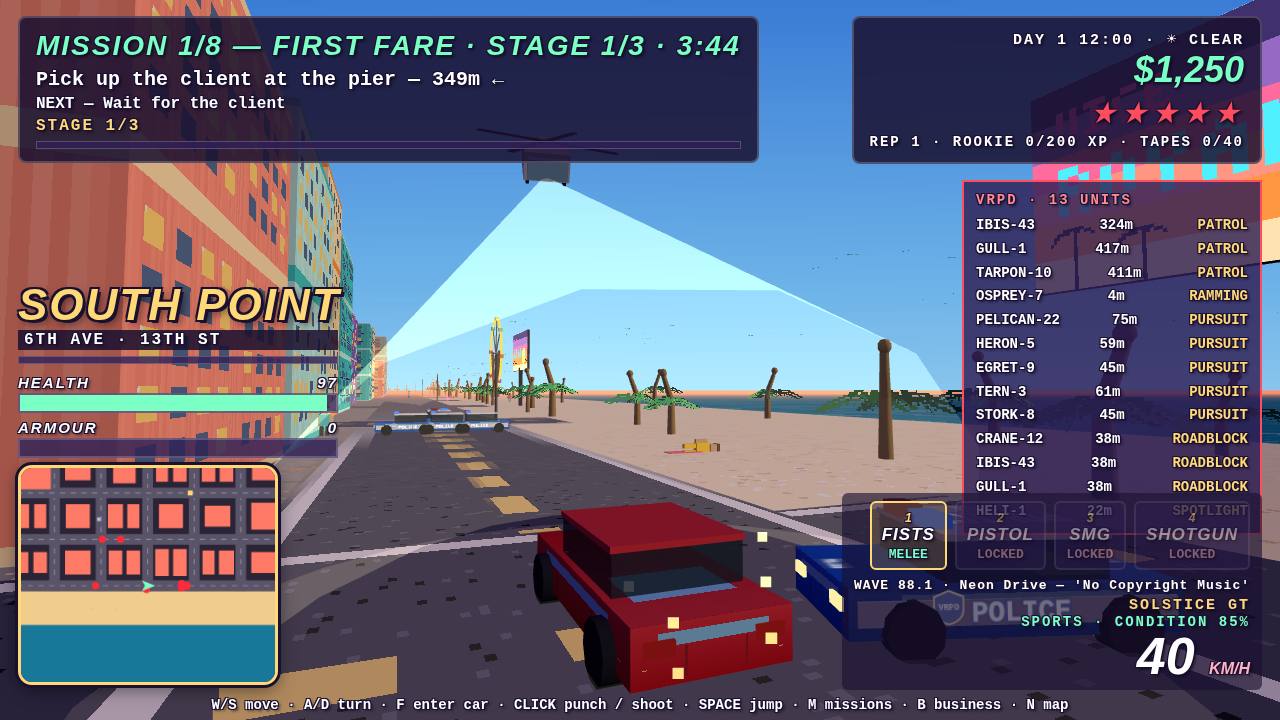 MISSION 1/8 — FIRST FARE · STAGE 1/3 · 3:44
Pick up the client at the pier — 349m ←
NEXT — Wait for the client
STAGE 1/3
DAY 1 12:00 · ☀ CLEAR
$1,250
★ ★ ★ ★ ★
REP 1 · ROOKIE 0/200 XP · TAPES 0/40
VRPD · 13 UNITS
IBIS-43 324m PATROL
GULL-1 417m PATROL
TARPON-10 411m PATROL
OSPREY-7 4m RAMMING
PELICAN-22 75m PURSUIT
HERON-5 59m PURSUIT
EGRET-9 45m PURSUIT
TERN-3 61m PURSUIT
STORK-8 45m PURSUIT
CRANE-12 38m ROADBLOCK
IBIS-43 38m ROADBLOCK
GULL-1 38m ROADBLOCK
HELI-1 22m SPOTLIGHT
SOUTH POINT
6TH AVE · 13TH ST
HEALTH 97
ARMOUR 0
1 2 3 4
FISTS PISTOL SMG SHOTGUN
MELEE LOCKED LOCKED LOCKED
WAVE 88.1 · Neon Drive — 'No Copyright Music'
SOLSTICE GT
SPORTS · CONDITION 85%
40 KM/H
VRPD POLICE
W/S move · A/D turn · F enter car · CLICK punch / shoot · SPACE jump · M missions · B business · N map